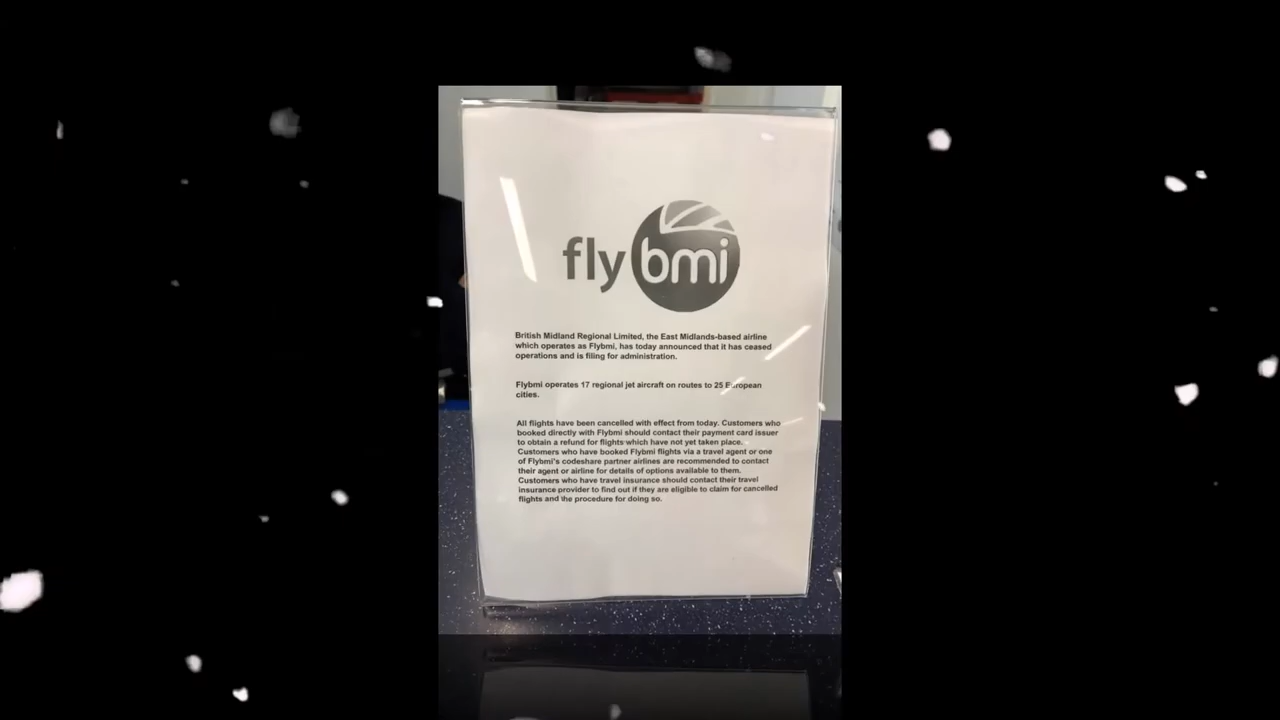 fly bmi
British Midland Regional Limited, the East Midlands-based airline
which operates as Flybmi, has today announced that it has ceased
operations and is filing for administration.
Flybmi operates 17 regional jet aircraft on routes to 25 European
cities.
All flights have been cancelled with effect from today. Customers who
booked directly with Flybmi should contact their payment card issuer
to obtain a refund for flights which have not yet taken place.
Customers who have booked Flybmi flights via a travel agent or one
of Flybmi's codeshare partner airlines are recommended to contact
their agent or airline for details of options available to them.
Customers who have travel insurance should contact their travel
insurance provider to find out if they are eligible to claim for cancelled
flights and the procedure for doing so.